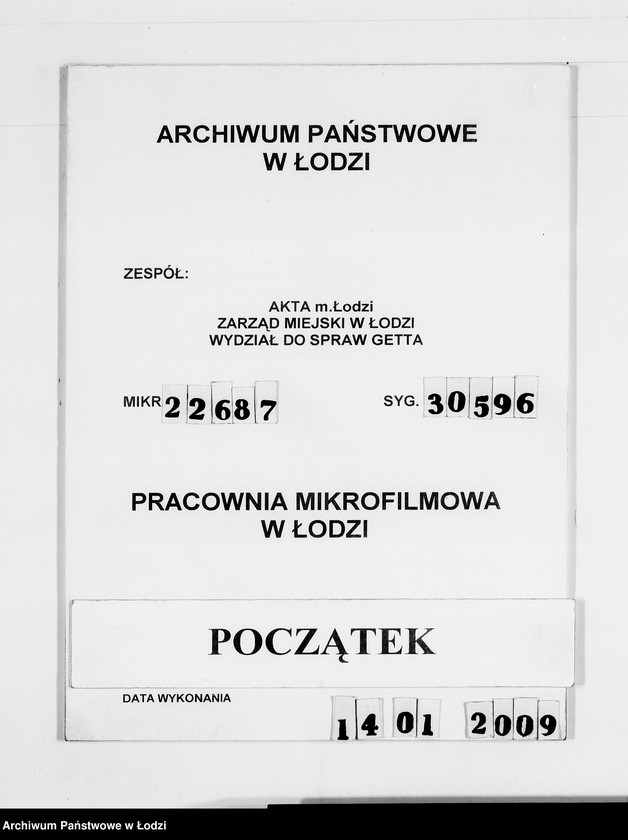 ARCHIWUM PAŃSTWOWE
W ŁODZI
ZESPÓŁ:
AKTA m.Łodzi
ZARZĄD MIEJSKI W ŁODZI
WYDZIAŁ DO SPRAW GETTA
MIKR 22687 SYG. 30596
PRACOWNIA MIKROFILMOWA
W ŁODZI
POCZĄTEK
DATA WYKONANIA
14 01 2009
Archiwum Państwowe w Łodzi